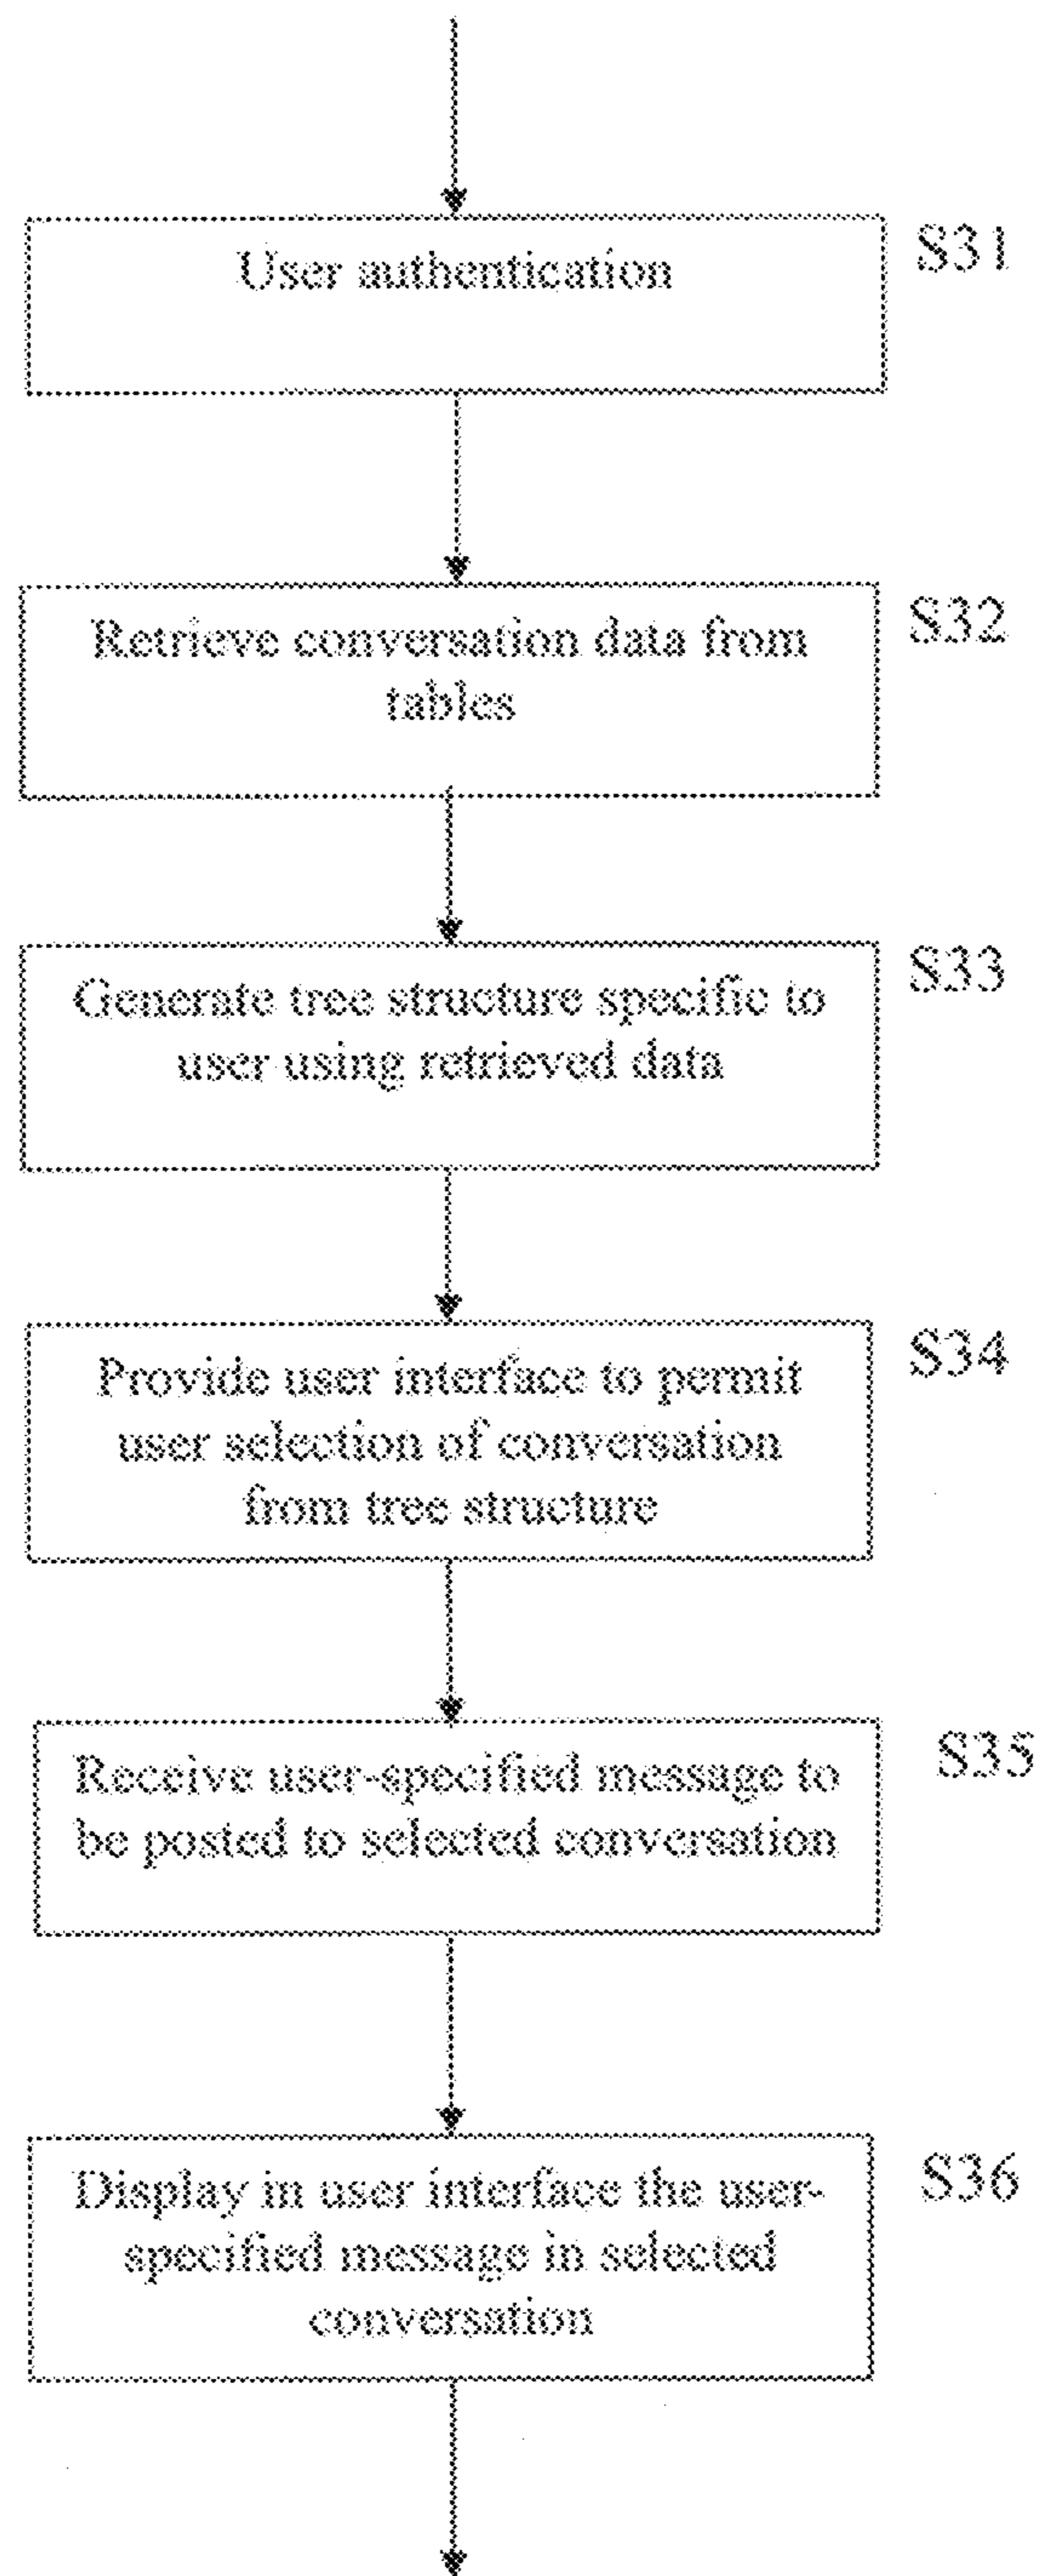 User authentication
S31
Retrieve conversation data from
tables
S32
Generate tree structure specific to
user using retrieved data
S33
Provide user interface to permit
user selection of conversation
from tree structure
S34
Receive user-specified message to
be posted to selected conversation
S35
Display in user interface the user-
specified message in selected
conversation
S36